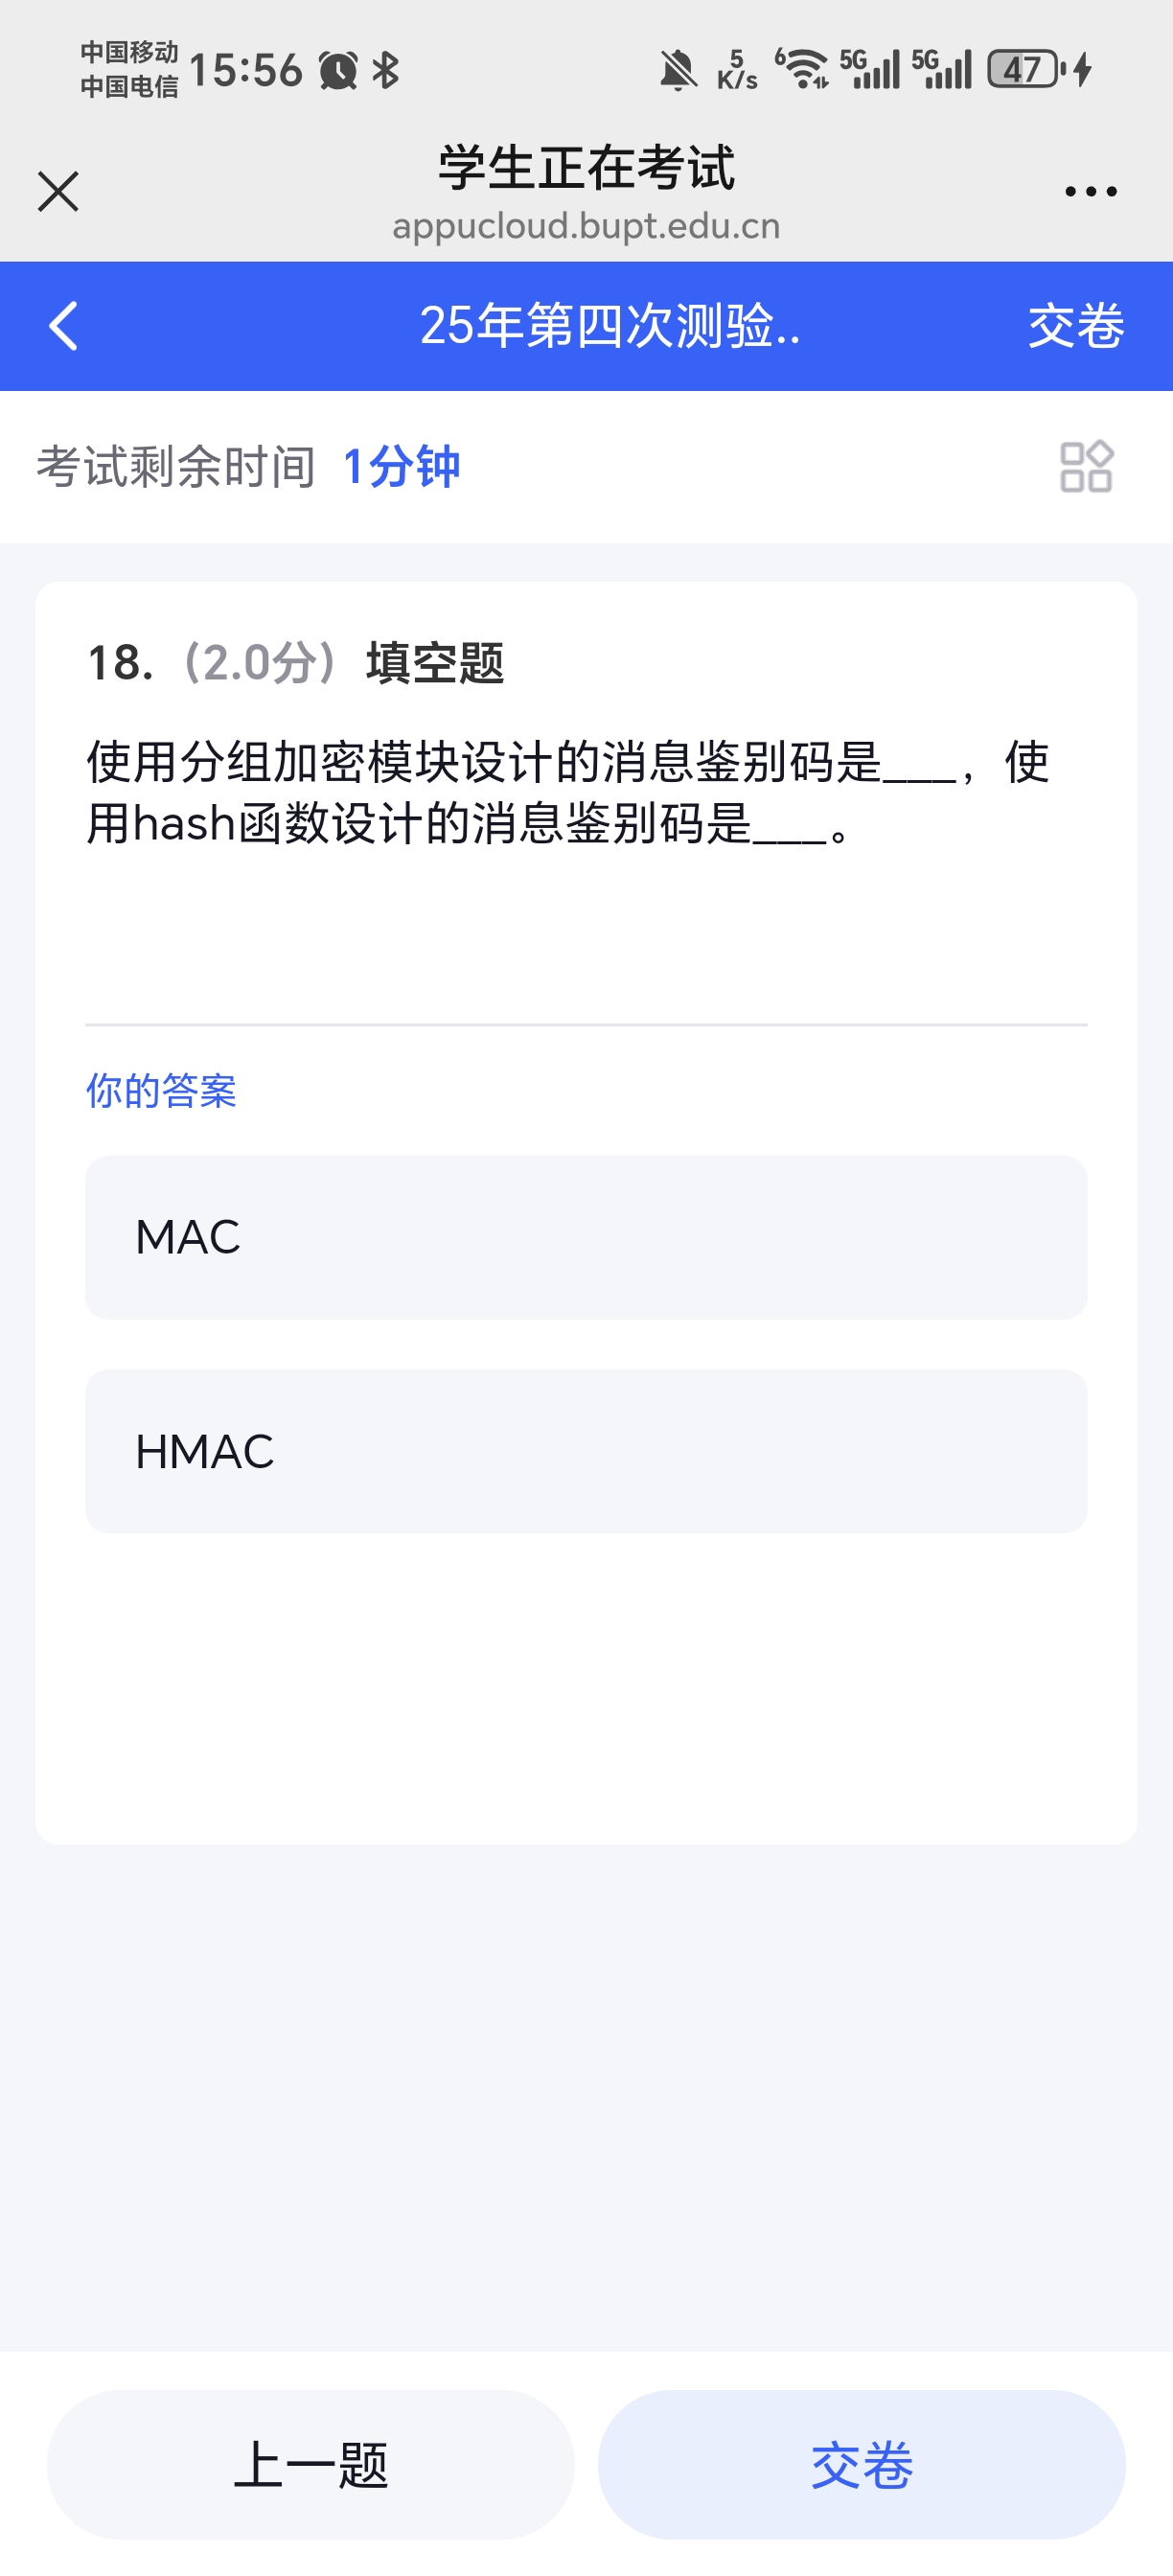 中国移动
中国电信
15:56
5
K/s
6
5G
5G
47
学生正在考试
appucloud.bupt.edu.cn
25年第四次测验..
交卷
考试剩余时间 1分钟
18. (2.0分) 填空题
使用分组加密模块设计的消息鉴别码是___，使
用hash函数设计的消息鉴别码是___。
你的答案
MAC
HMAC
上一题
交卷